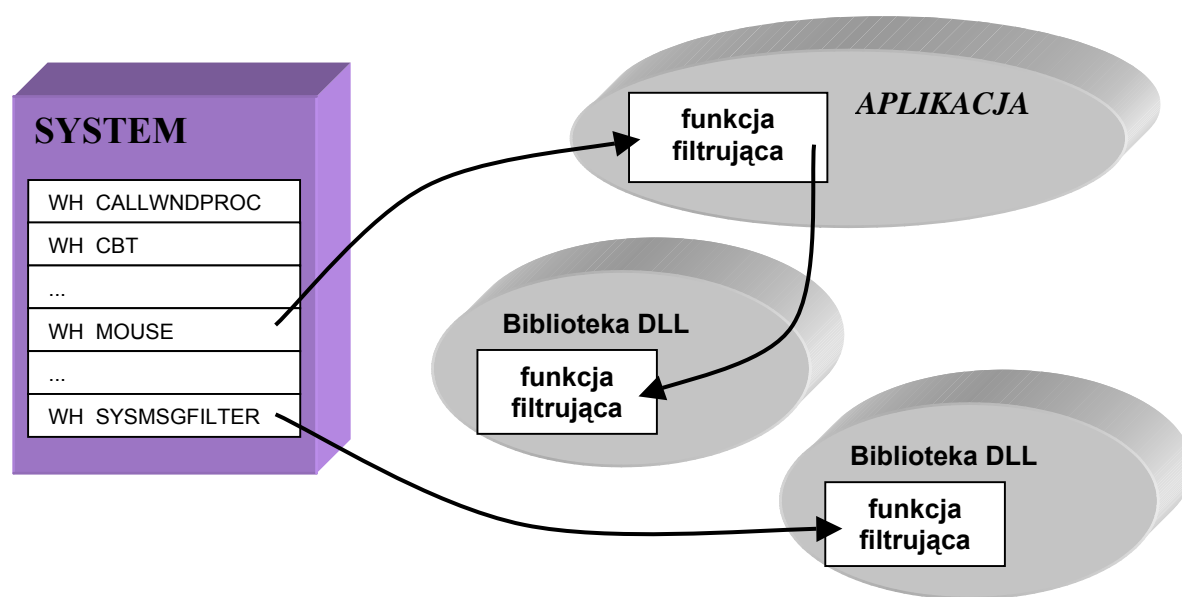 SYSTEM
WH CALLWNDPROC
WH CBT
...
WH MOUSE
...
WH SYSMSGFILTER
APLIKACJA
funkcja
filtrująca
Biblioteka DLL
funkcja
filtrująca
Biblioteka DLL
funkcja
filtrująca